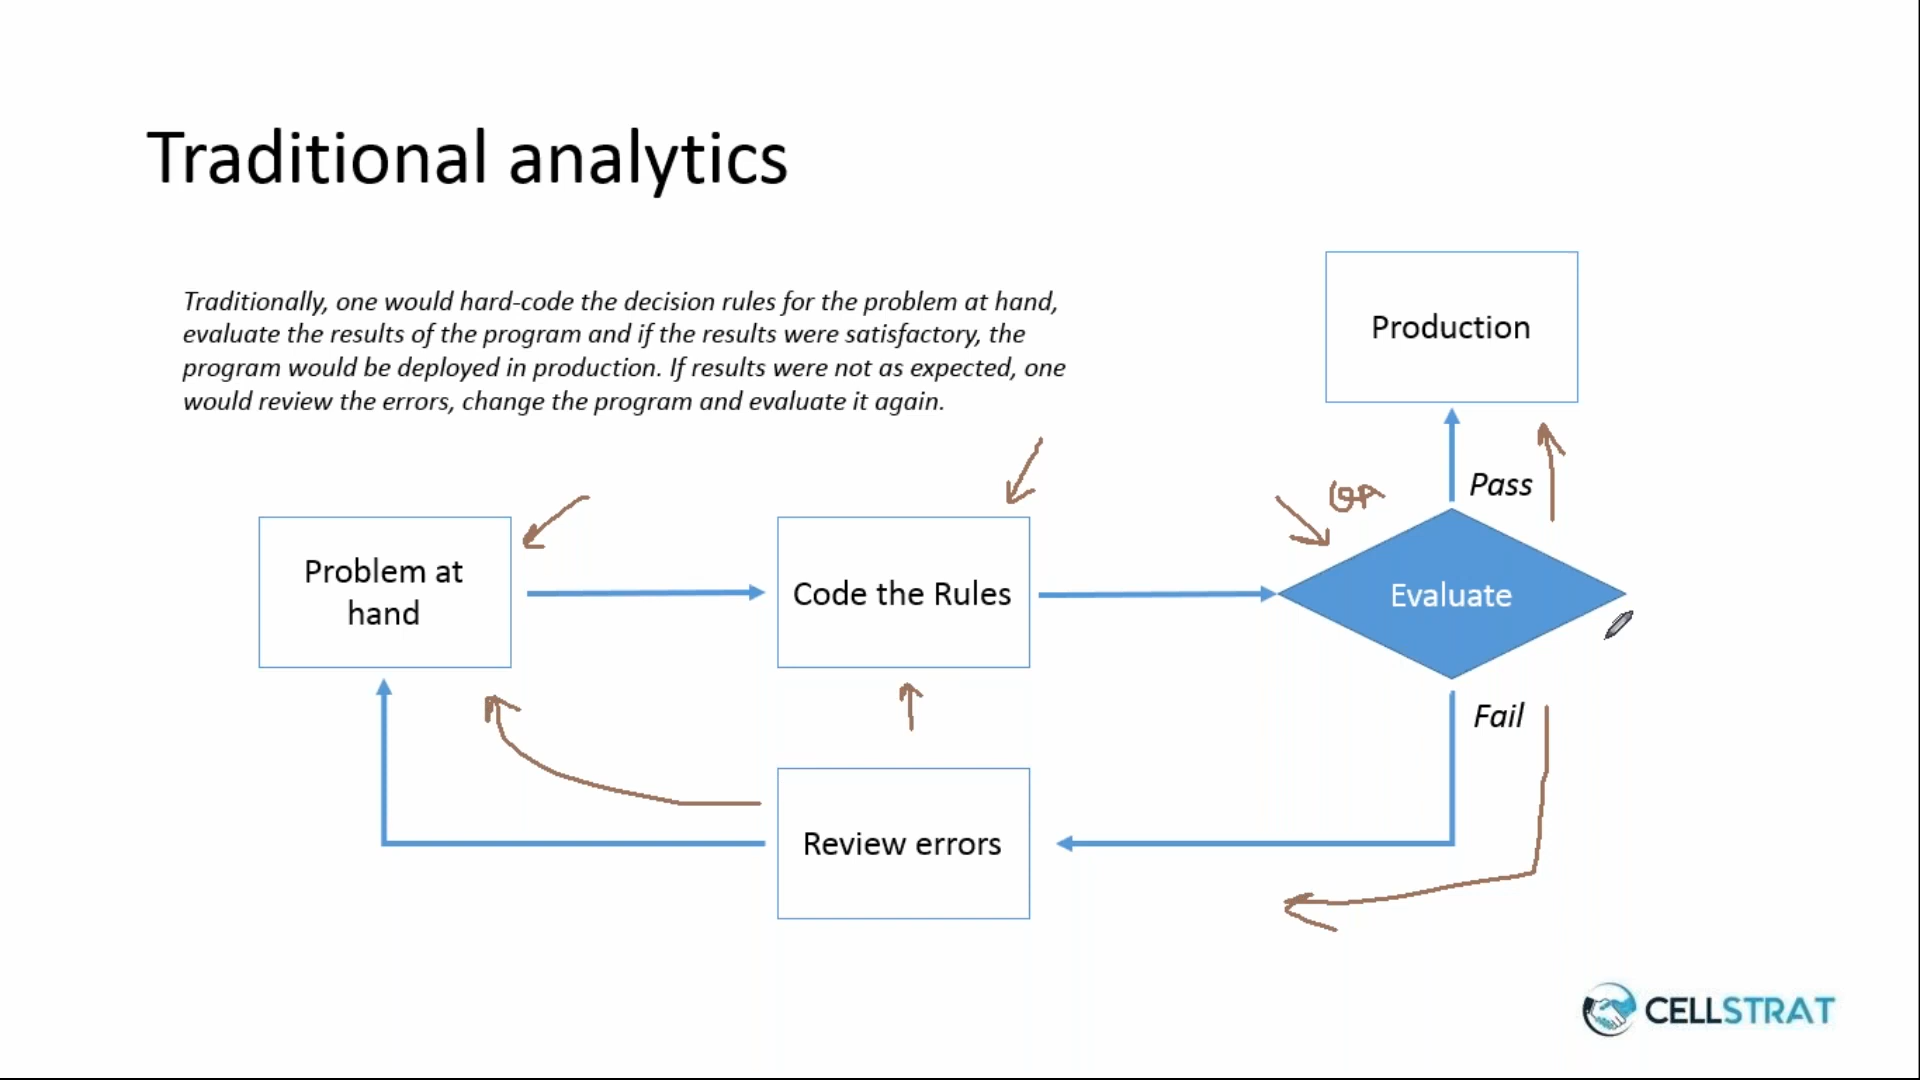 Traditional analytics
Traditionally, one would hard-code the decision rules for the problem at hand,
evaluate the results of the program and if the results were satisfactory, the
program would be deployed in production. If results were not as expected, one
would review the errors, change the program and evaluate it again.
Production
Pass
QA
Problem at
hand
Code the Rules
Evaluate
Fail
Review errors
CELLSTRAT